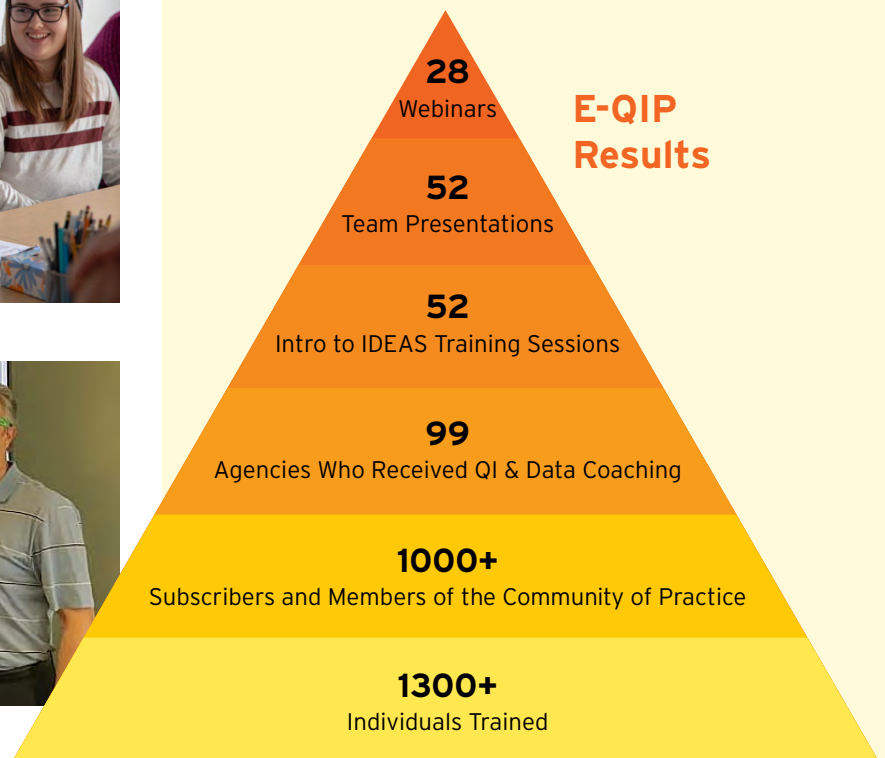 28
Webinars
E-QIP
Results
52
Team Presentations
52
Intro to IDEAS Training Sessions
99
Agencies Who Received QI & Data Coaching
1000+
Subscribers and Members of the Community of Practice
1300+
Individuals Trained